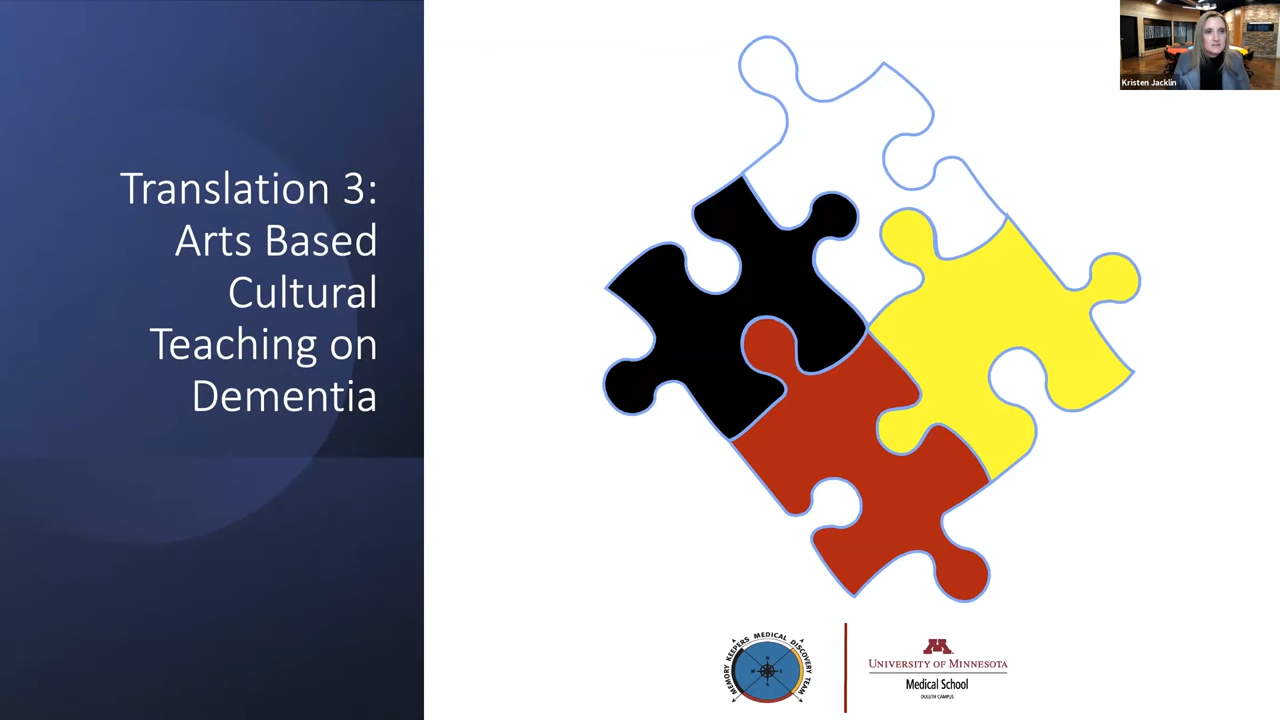 Translation 3:
Arts Based
Cultural
Teaching on
Dementia
Kristen Jacklin
MEMORY KEEPERS MEDICAL DISCOVERY TEAM
N
W
E
S
M
UNIVERSITY OF MINNESOTA
Medical School
DULUTH CAMPUS